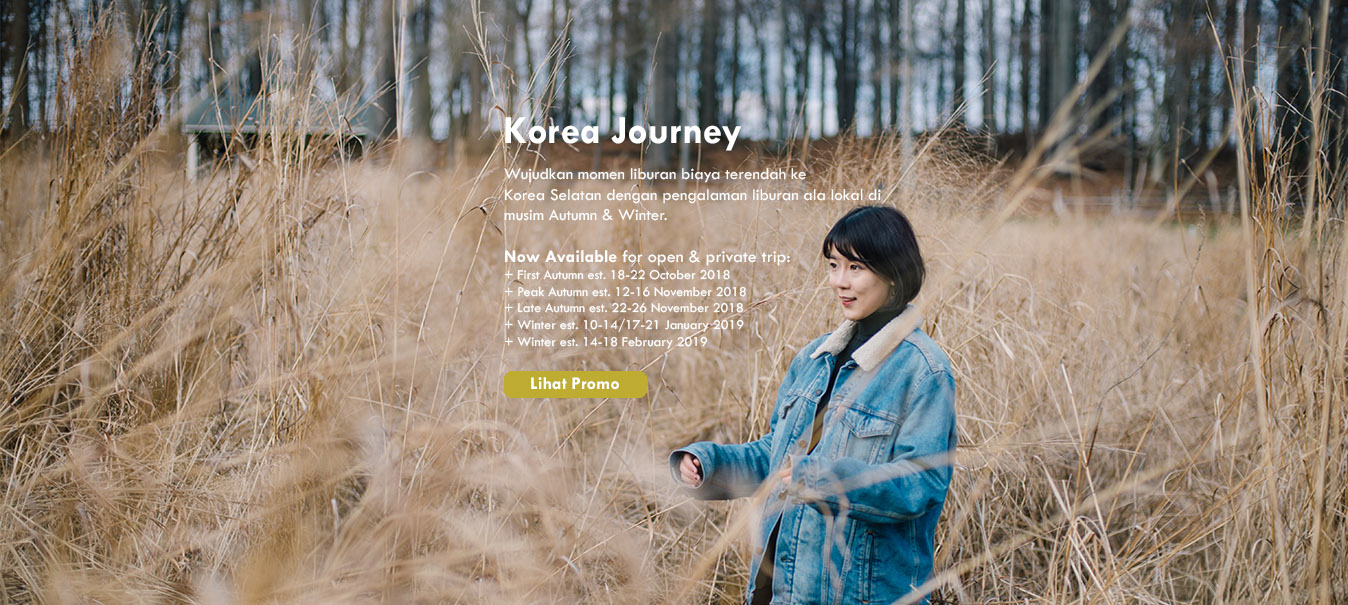 Korea Journey
Wujudkan momen liburan biaya terendah ke
Korea Selatan dengan pengalaman liburan ala lokal di
musim Autumn & Winter.
Now Available for open & private trip:
+ First Autumn est. 18-22 October 2018
+ Peak Autumn est. 12-16 November 2018
+ Late Autumn est. 22-26 November 2018
+ Winter est. 10-14/17-21 January 2019
+ Winter est. 14-18 February 2019
Lihat Promo